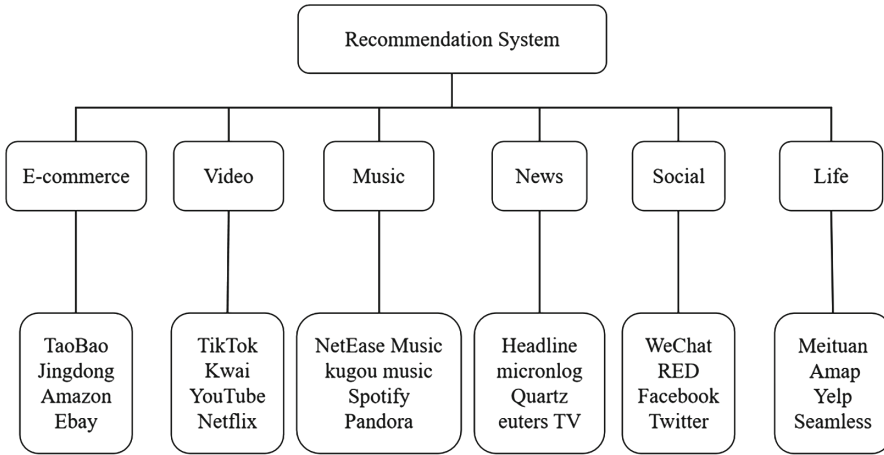 Recommendation System
E-commerce
Video
Music
News
Social
Life
TaoBao
Jingdong
Amazon
Ebay
TikTok
Kwai
YouTube
Netflix
NetEase Music
kugou music
Spotify
Pandora
Headline
micronlog
Quartz
euters TV
WeChat
RED
Facebook
Twitter
Meituan
Amap
Yelp
Seamless